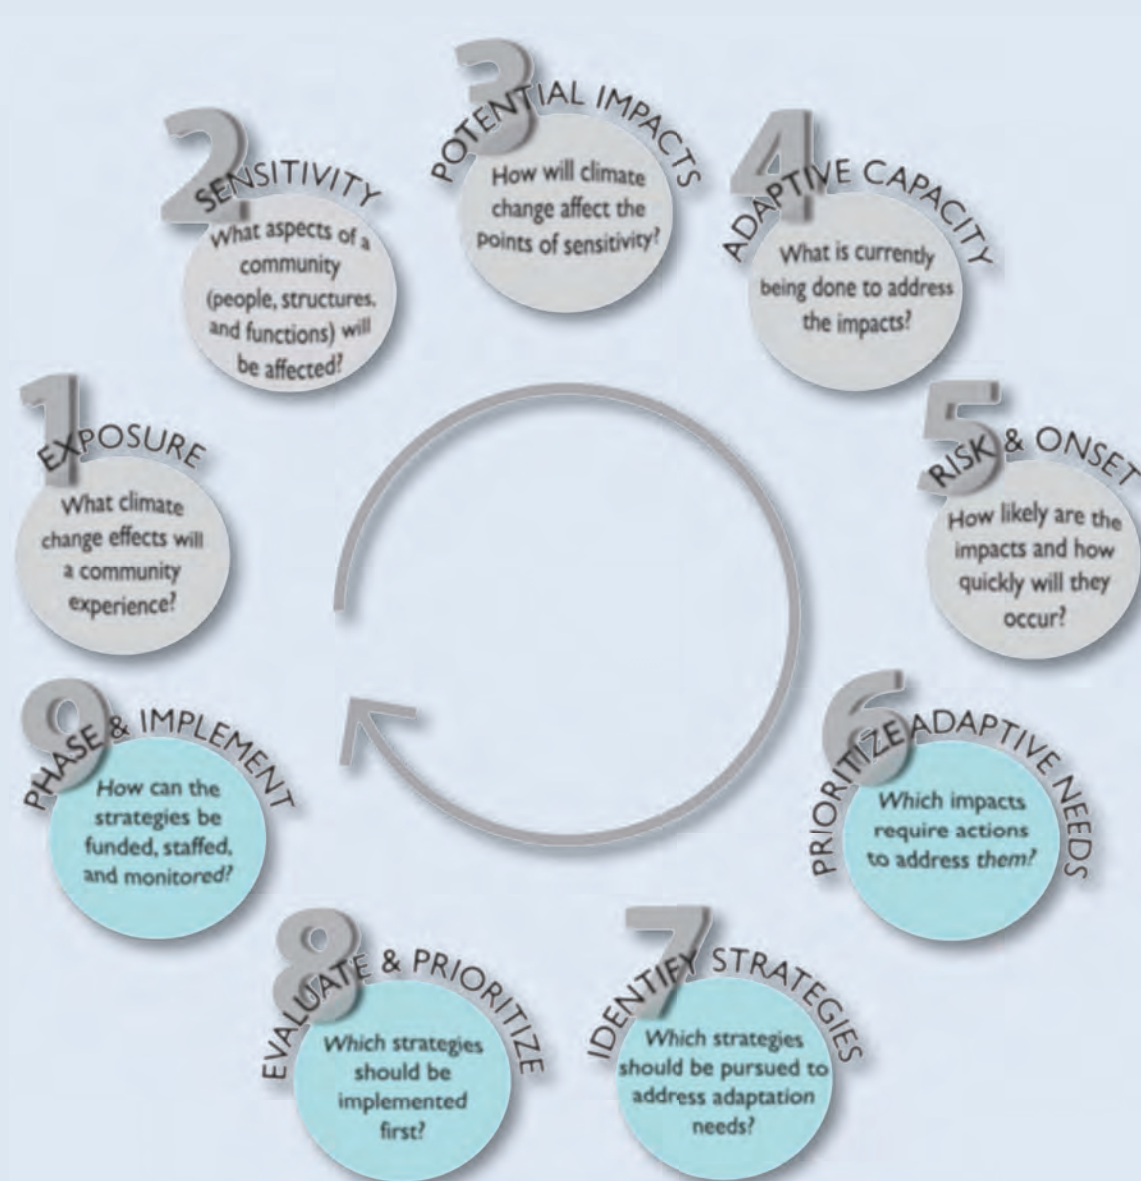 1
EXPOSURE
What climate
change effects will
a community
experience?
2
SENSITIVITY
What aspects of a
community
(people, structures,
and functions) will
be affected?
3
POTENTIAL IMPACTS
How will climate
change affect the
points of sensitivity?
4
ADAPTIVE CAPACITY
What is currently
being done to address
the impacts?
5
RISK & ONSET
How likely are the
impacts and how
quickly will they
occur?
6
PRIORITIZE ADAPTIVE NEEDS
Which impacts
require actions
to address them?
7
IDENTIFY STRATEGIES
Which strategies
should be pursued to
address adaptation
needs?
8
EVALUATE & PRIORITIZE
Which strategies
should be
implemented
first?
9
PHASE & IMPLEMENT
How can the
strategies be
funded, staffed,
and monitored?